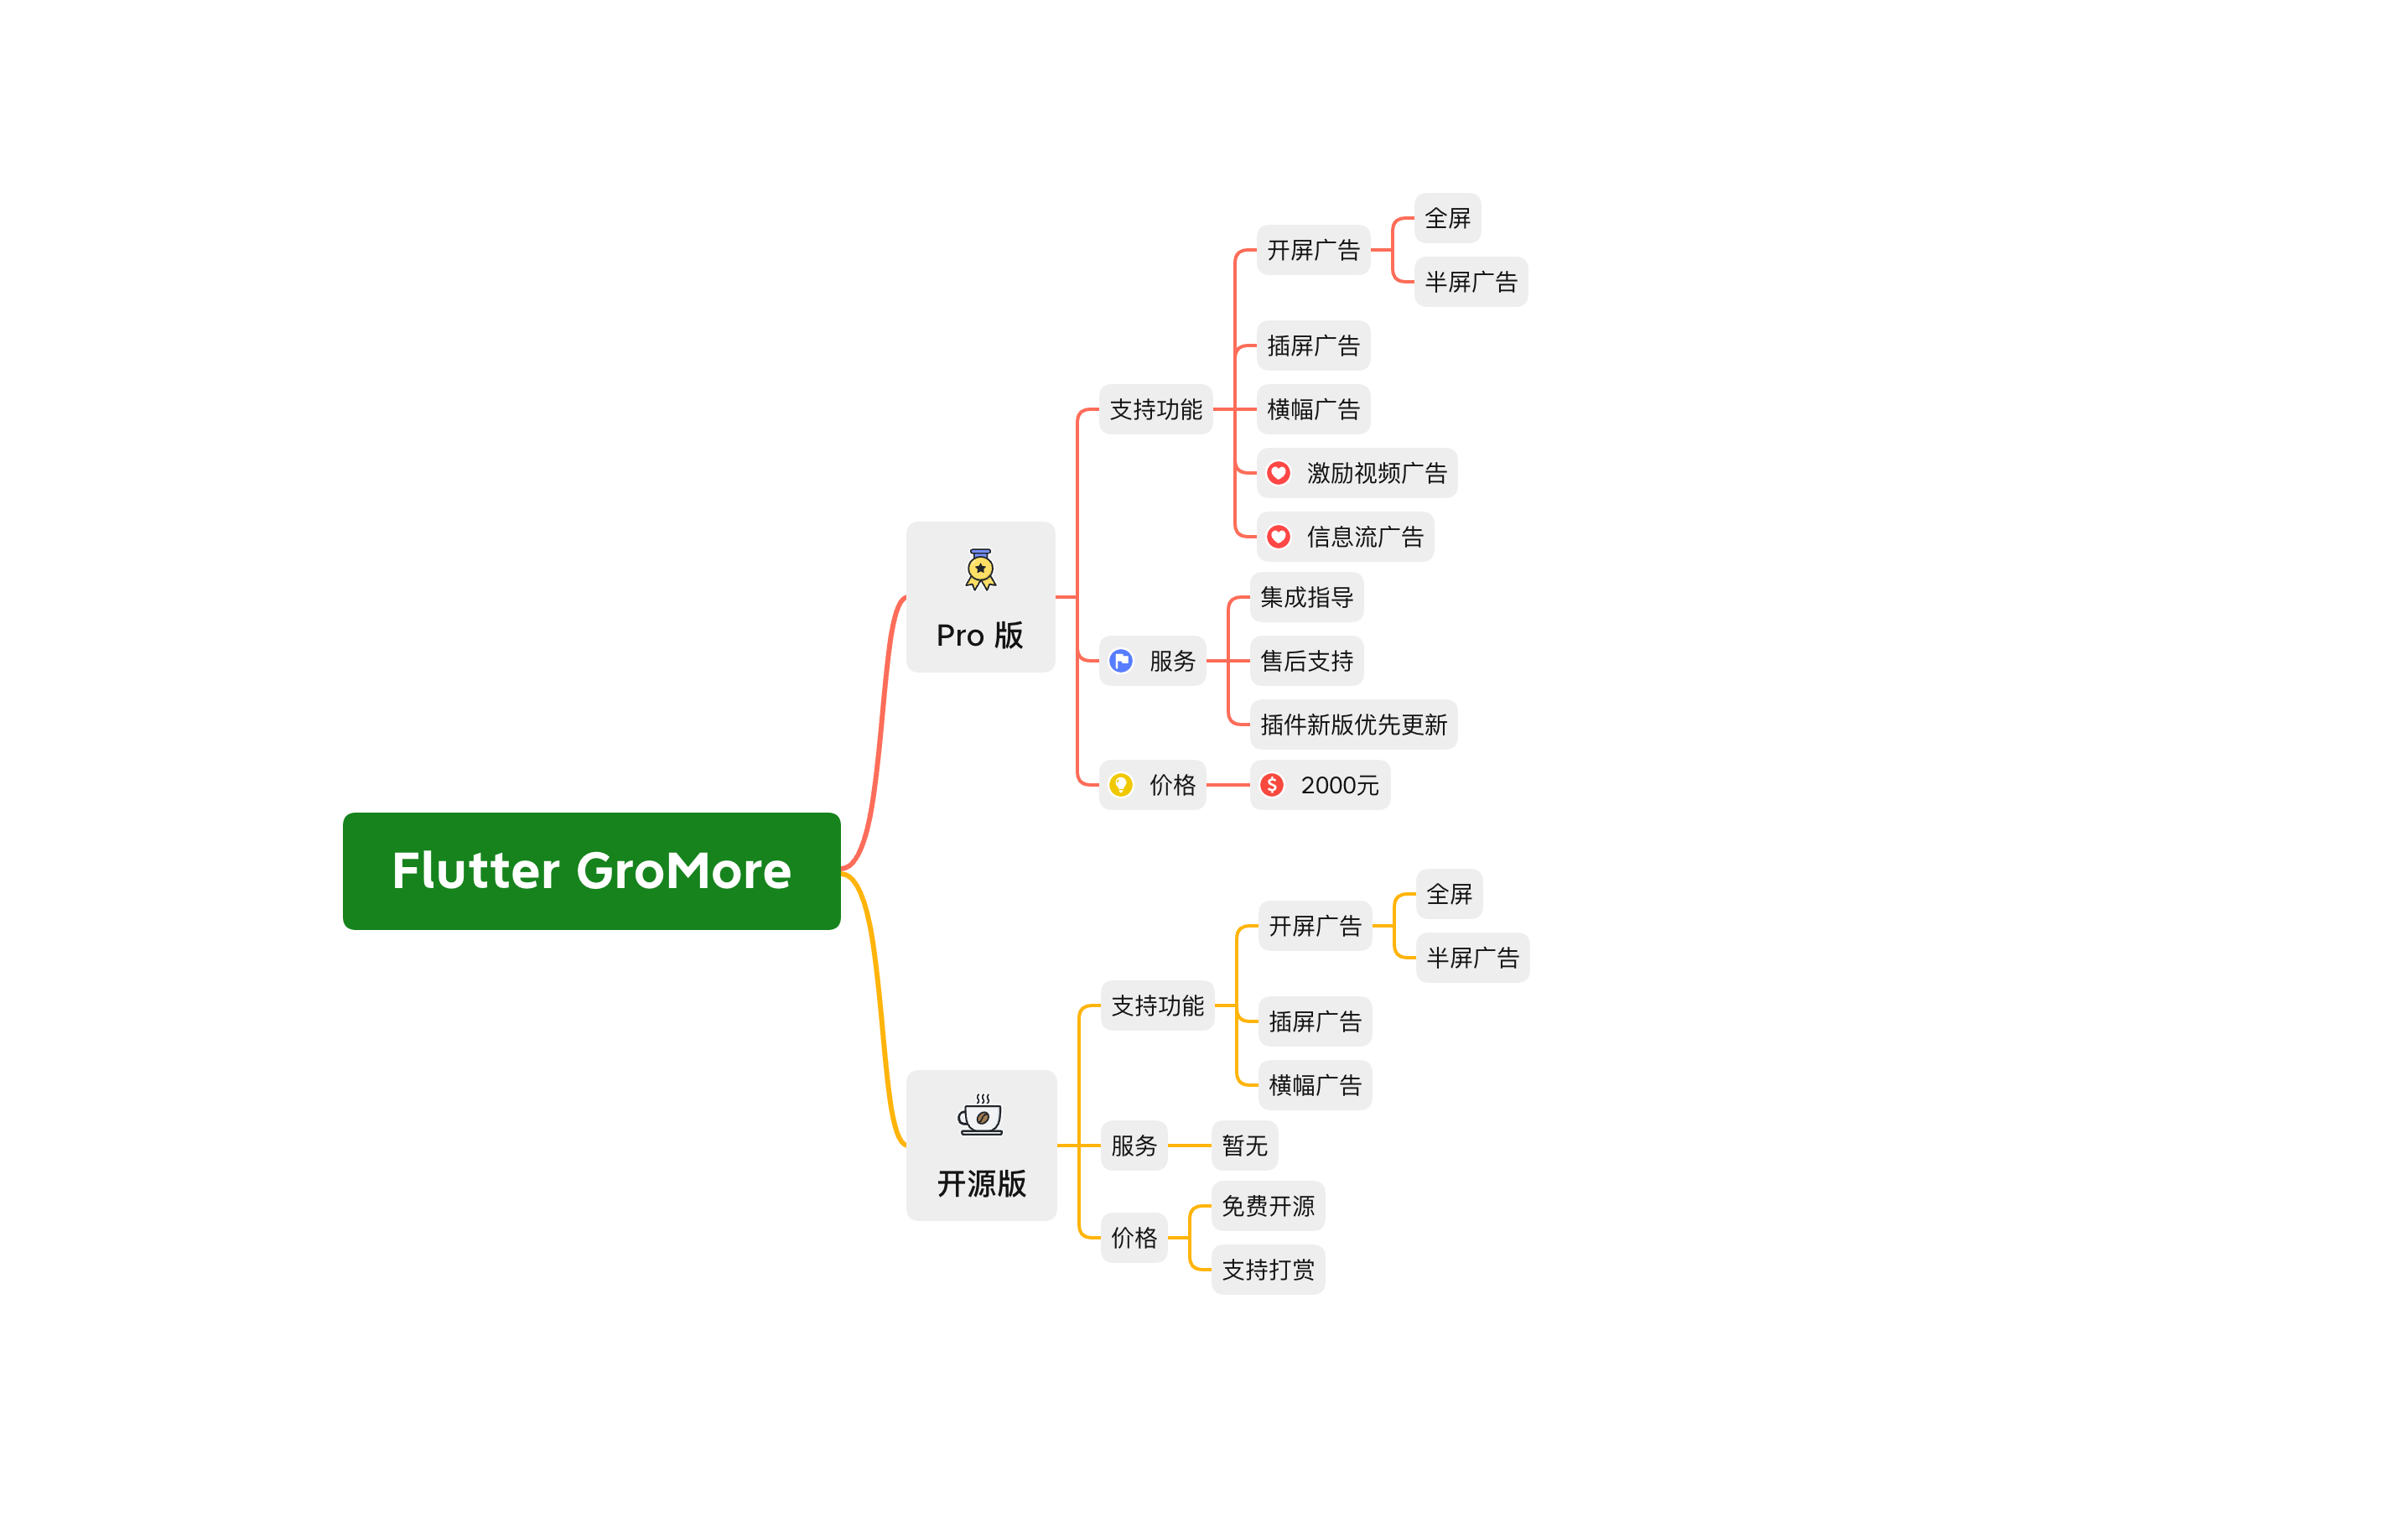 Flutter GroMore
Pro 版
支持功能
开屏广告
全屏
半屏广告
插屏广告
横幅广告
激励视频广告
信息流广告
服务
集成指导
售后支持
插件新版优先更新
价格
2000元
开源版
支持功能
开屏广告
全屏
半屏广告
插屏广告
横幅广告
服务
暂无
价格
免费开源
支持打赏